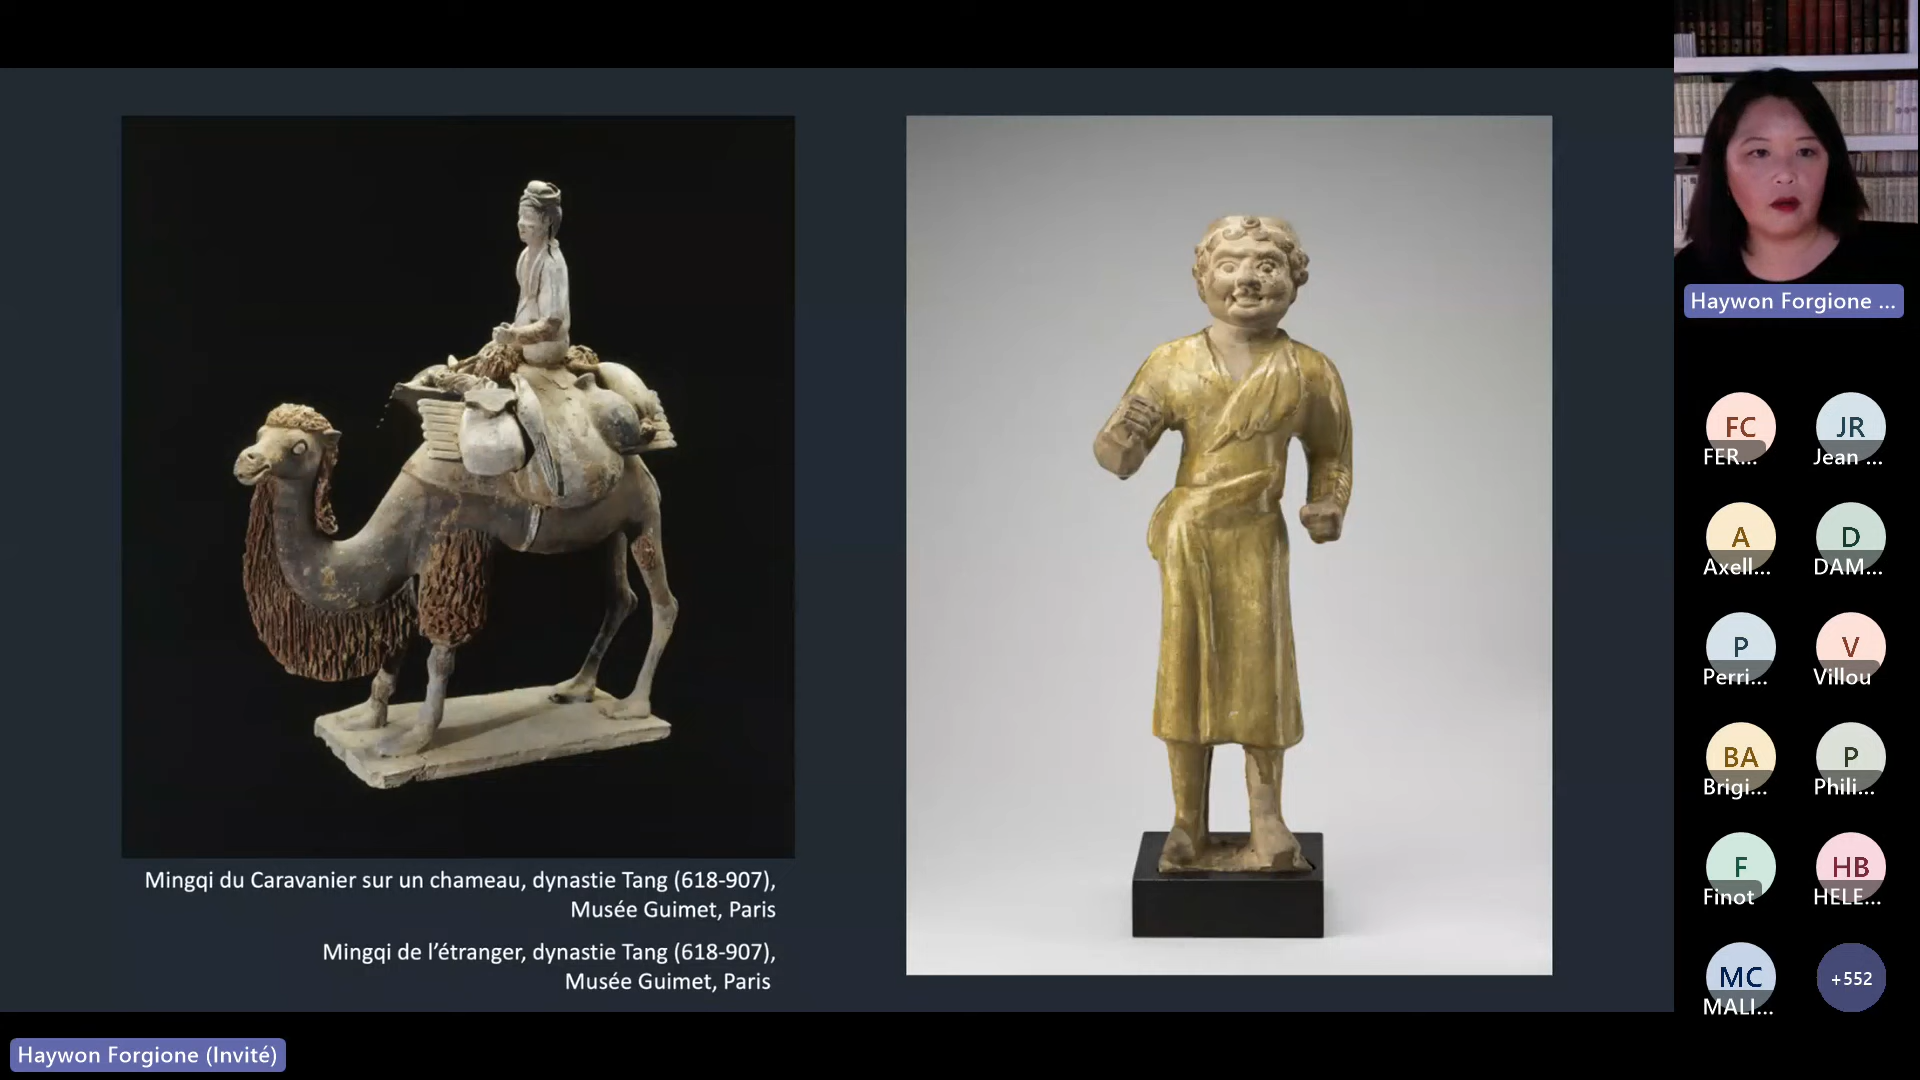 Mingqi du Caravanier sur un chameau, dynastie Tang (618-907),
Musée Guimet, Paris
Mingqi de l’étranger, dynastie Tang (618-907),
Musée Guimet, Paris
Haywon Forgione ...
FC
FER...
JR
Jean ...
A
Axell...
D
DAM...
P
Perri...
V
Villou
BA
Brigi...
P
Phili...
F
Finot
HB
HELE...
MC
MALI...
+552
Haywon Forgione (Invité)